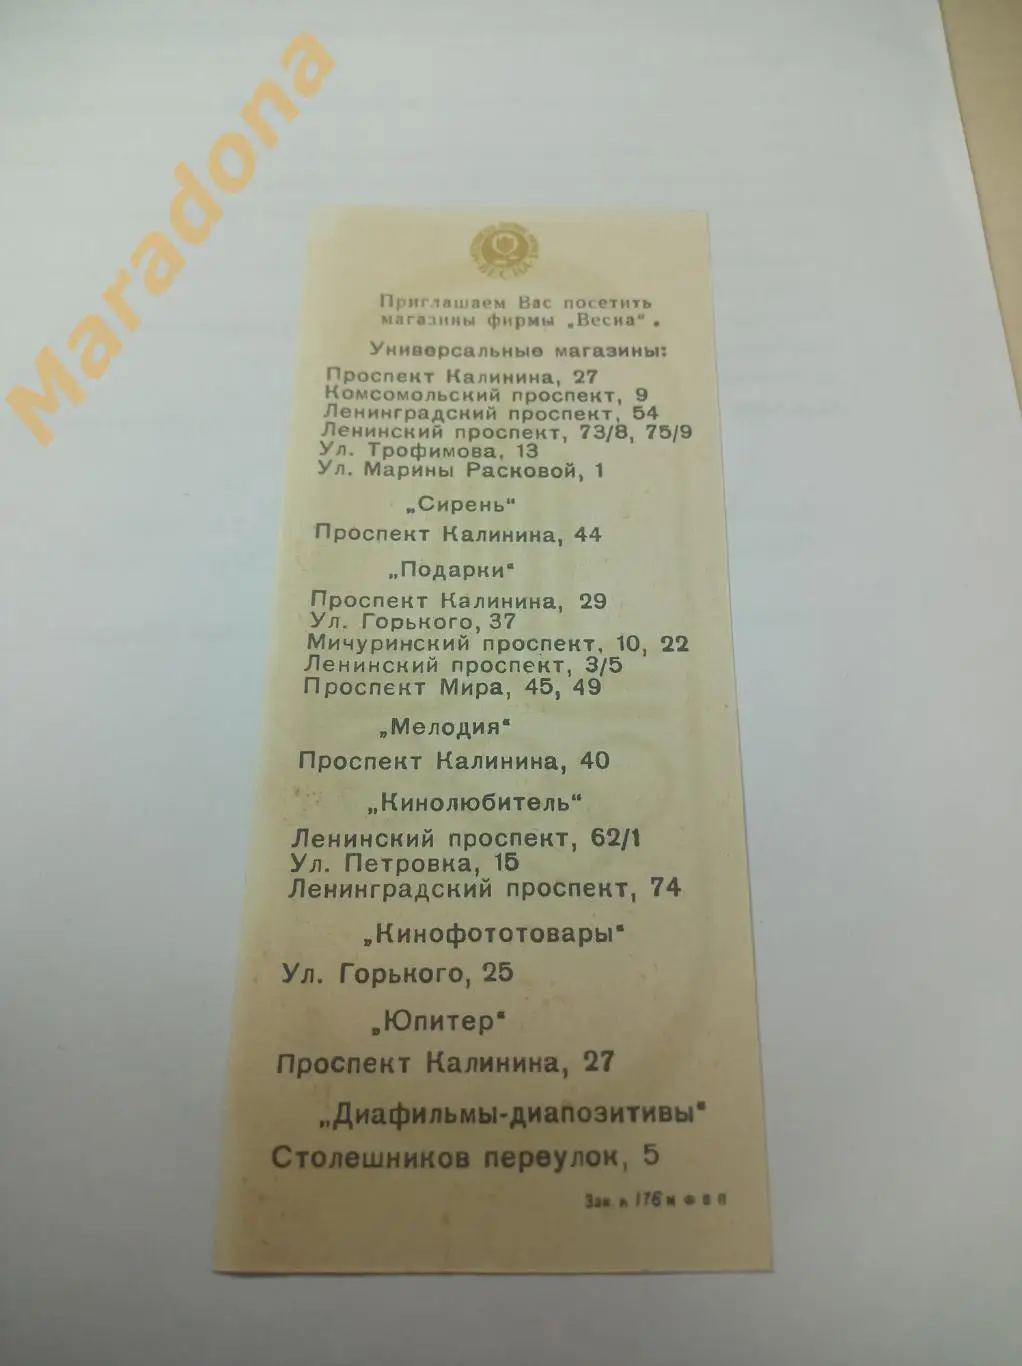 Maradona
ВЕСНА
Приглашаем Вас посетить
магазины фирмы „Весна".
Универсальные магазины:
Проспект Калинина, 27
Комсомольский проспект, 9
Ленинградский проспект, 54
Ленинский проспект, 73/8, 75/9
Ул. Трофимова, 13
Ул. Марины Расковой, 1
„Сирень"
Проспект Калинина, 44
„Подарки"
Проспект Калинина, 29
Ул. Горького, 37
Мичуринский проспект, 10, 22
Ленинский проспект, 3/5
Проспект Мира, 45, 49
„Мелодия"
Проспект Калинина, 40
„Кинолюбитель"
Ленинский проспект, 62/1
Ул. Петровка, 15
Ленинградский проспект, 74
„Кинофототовары"
Ул. Горького, 25
„Юпитер"
Проспект Калинина, 27
„Диафильмы-диапозитивы"
Столешников переулок, 5
Зак. 176